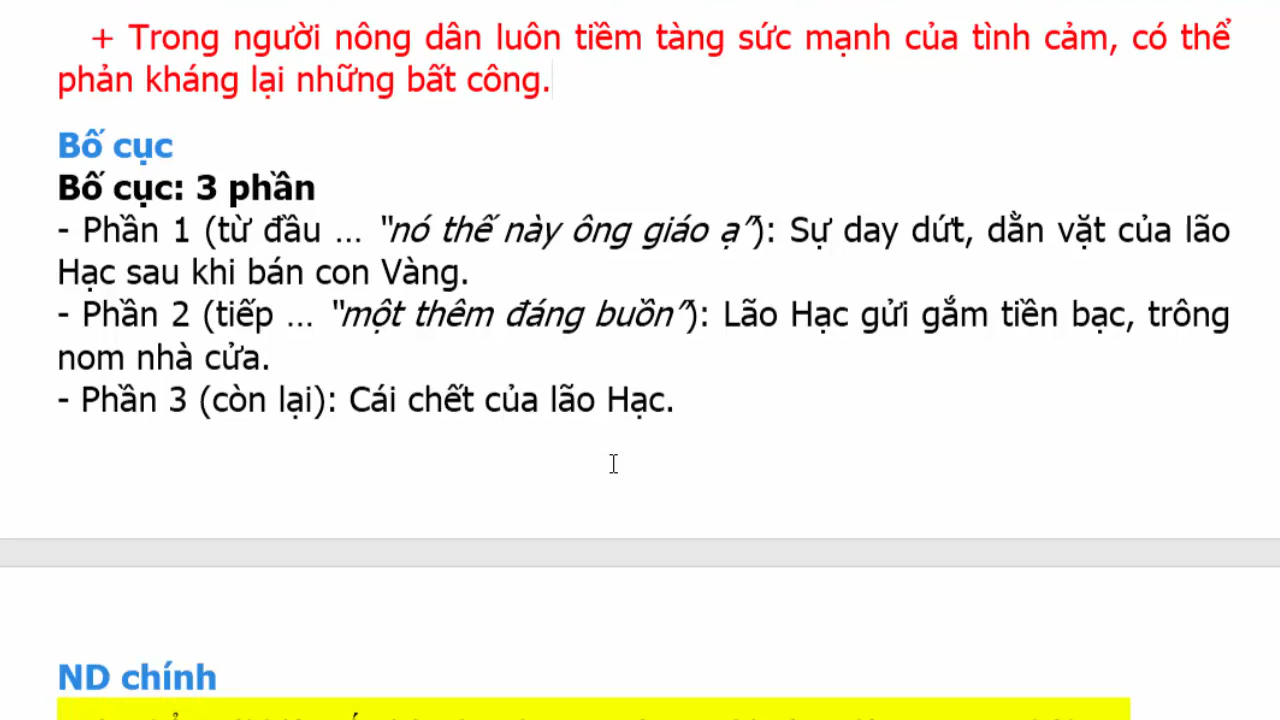 + Trong người nông dân luôn tiềm tàng sức mạnh của tình cảm, có thể
phản kháng lại những bất công.
Bố cục
Bố cục: 3 phần
- Phần 1 (từ đầu … “nó thế này ông giáo ạ”): Sự day dứt, dằn vặt của lão
Hạc sau khi bán con Vàng.
- Phần 2 (tiếp … “một thêm đáng buồn”): Lão Hạc gửi gắm tiền bạc, trông
nom nhà cửa.
- Phần 3 (còn lại): Cái chết của lão Hạc.
ND chính